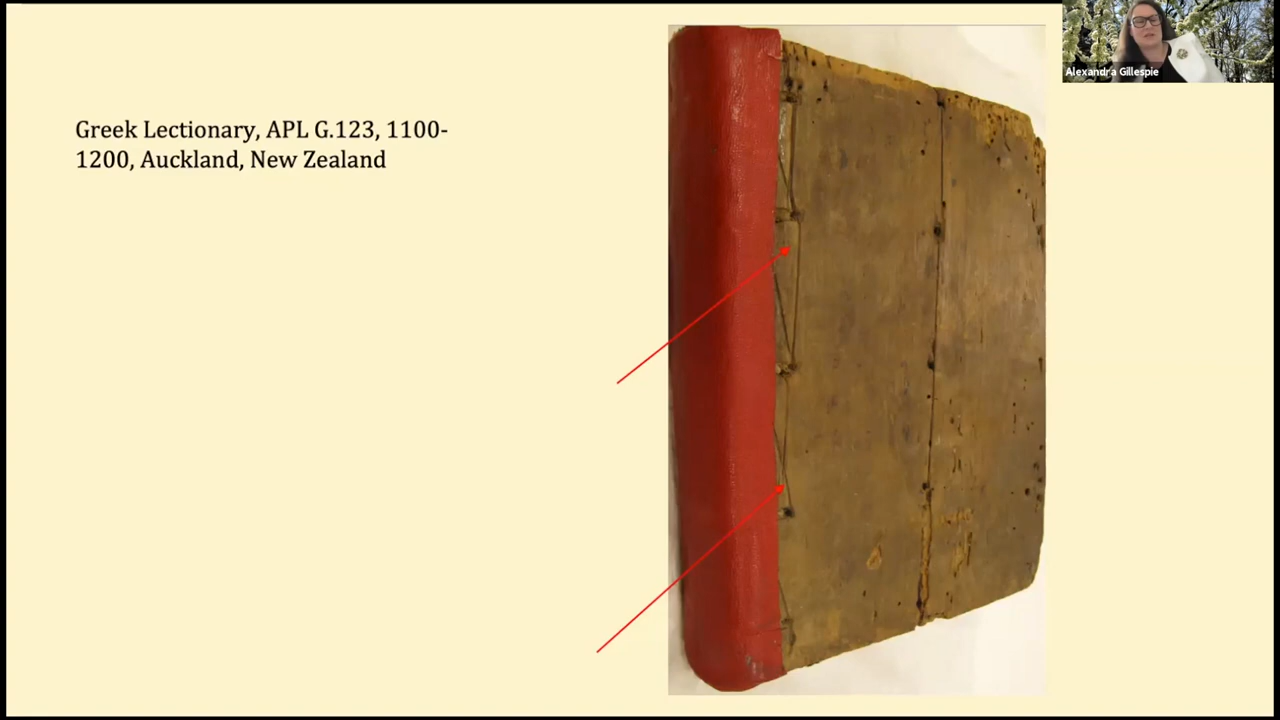 Greek Lectionary, APL G.123, 1100-
1200, Auckland, New Zealand
Alexandra Gillespie